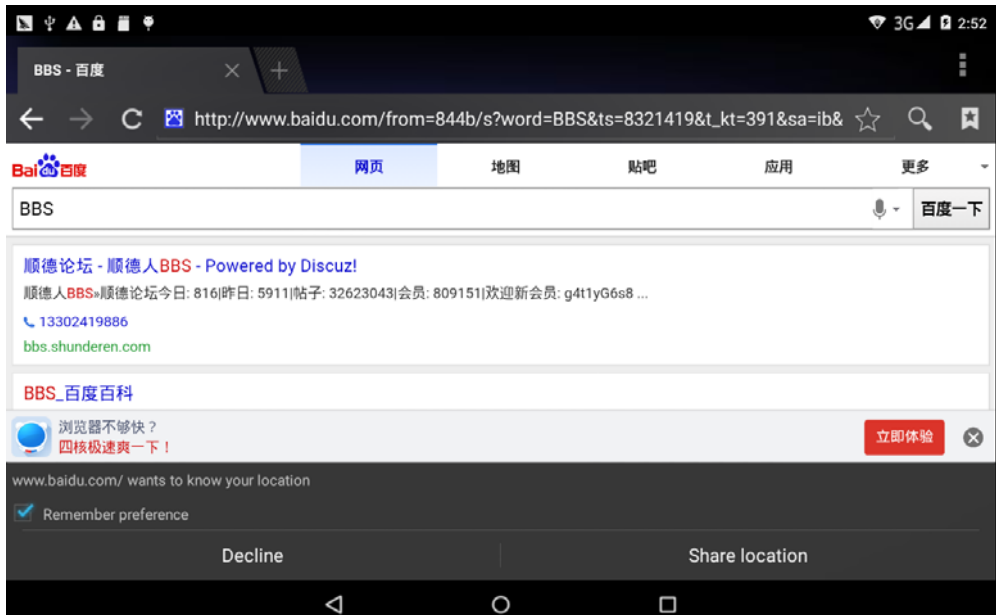 3G 2:52
BBS - 百度
http://www.baidu.com/from=844b/s?word=BBS&ts=8321419&t_kt=391&sa=ib&
Bai du 百度 网页 地图 贴吧 应用 更多
BBS 百度一下
顺德论坛 - 顺德人BBS - Powered by Discuz!
顺德人BBS»顺德论坛今日: 816|昨日: 5911|帖子: 32623043|会员: 809151|欢迎新会员: g4t1yG6s8 ...
13302419886
bbs.shunderen.com
BBS_百度百科
浏览器不够快？
四核极速爽一下！
立即体验
www.baidu.com/ wants to know your location
Remember preference
Decline Share location